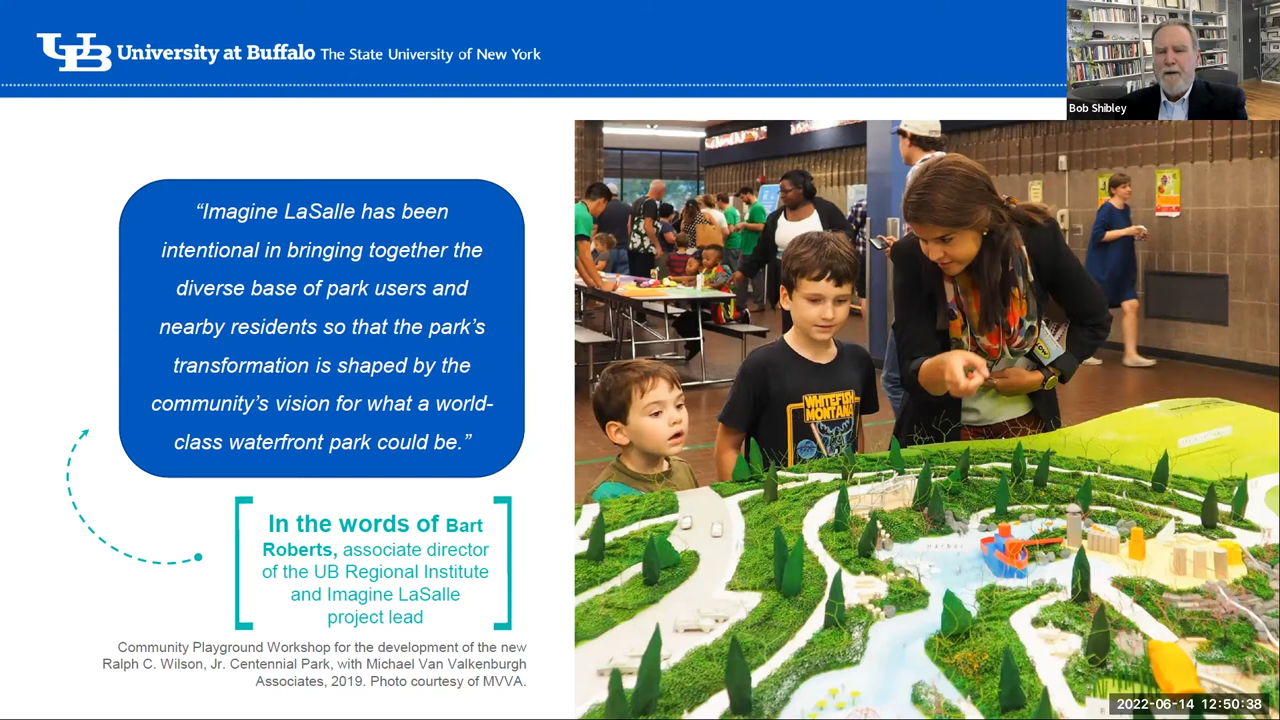 UB University at Buffalo The State University of New York
Bob Shibley
“Imagine LaSalle has been
intentional in bringing together the
diverse base of park users and
nearby residents so that the park’s
transformation is shaped by the
community’s vision for what a world-
class waterfront park could be.”
In the words of Bart
Roberts, associate director
of the UB Regional Institute
and Imagine LaSalle
project lead
Community Playground Workshop for the development of the new
Ralph C. Wilson, Jr. Centennial Park, with Michael Van Valkenburgh
Associates, 2019. Photo courtesy of MVVA.
WHITEFISH
MONTANA
Harbor
2022-06-14 12:50:38